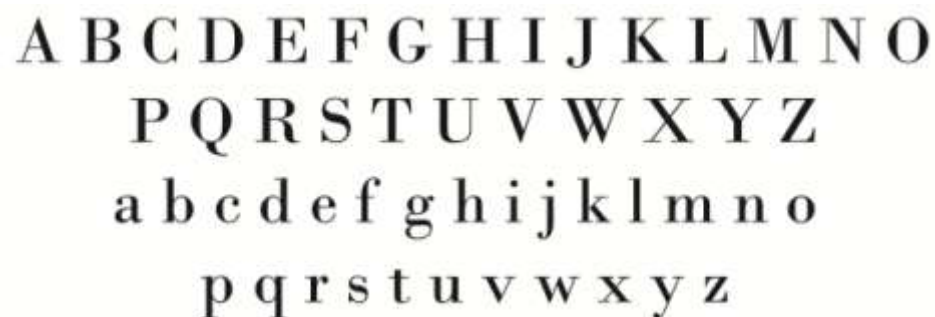 A B C D E F G H I J K L M N O
P Q R S T U V W X Y Z
a b c d e f g h i j k l m n o
p q r s t u v w x y z